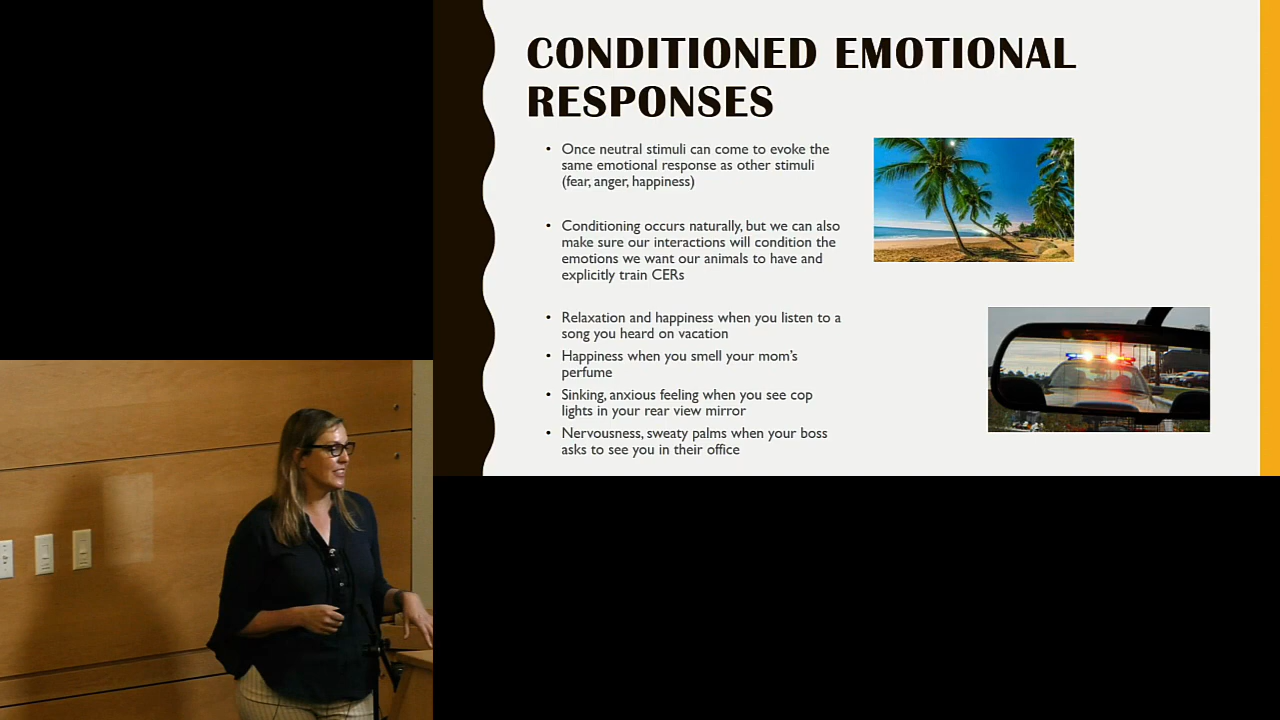 CONDITIONED EMOTIONAL
RESPONSES
• Once neutral stimuli can come to evoke the
same emotional response as other stimuli
(fear, anger, happiness)
• Conditioning occurs naturally, but we can also
make sure our interactions will condition the
emotions we want our animals to have and
explicitly train CERs
• Relaxation and happiness when you listen to a
song you heard on vacation
• Happiness when you smell your mom's
perfume
• Sinking, anxious feeling when you see cop
lights in your rear view mirror
• Nervousness, sweaty palms when your boss
asks to see you in their office